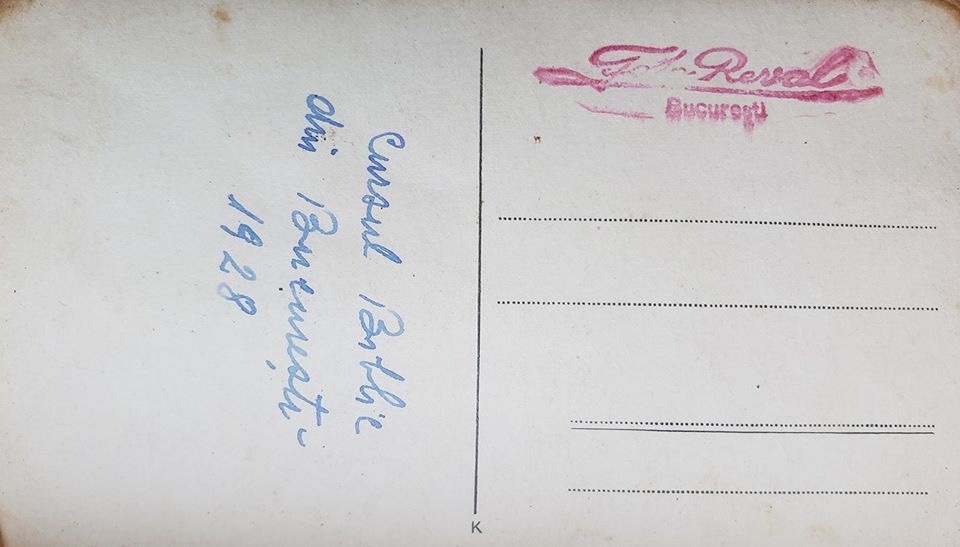 Cursul Biblic
din București
1928
Foto Reval
București
K